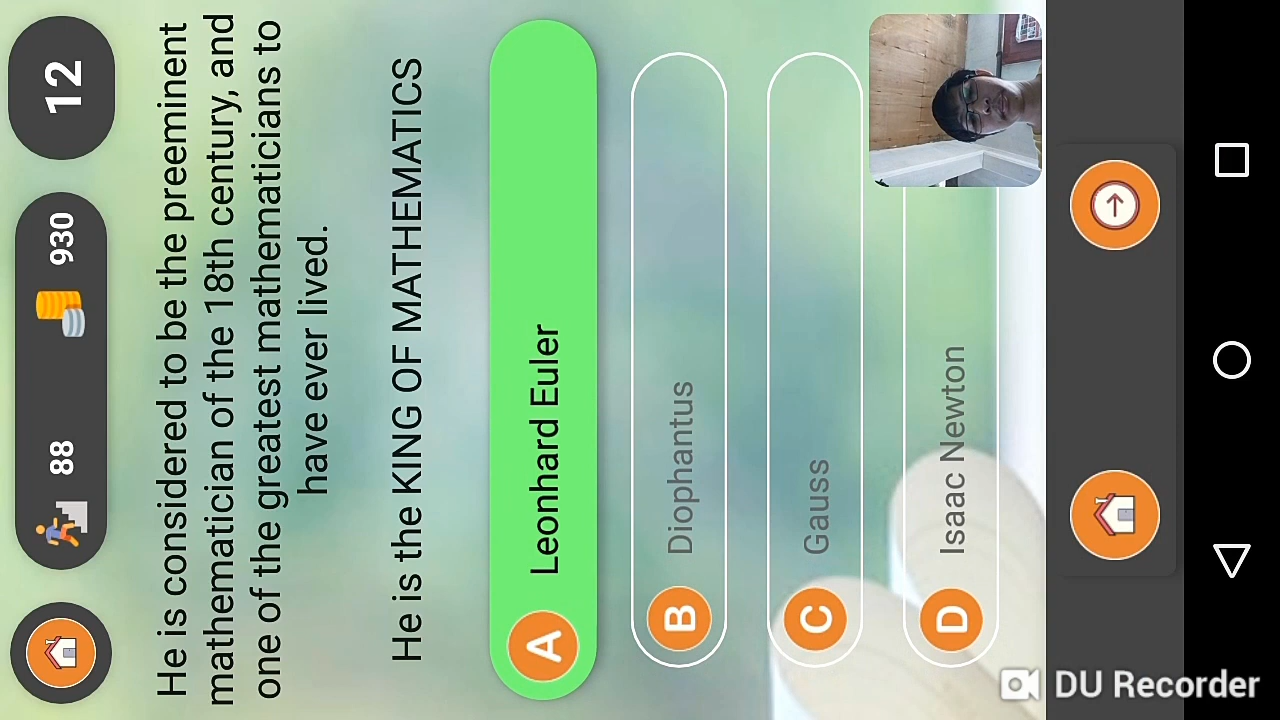 88 930
12
He is considered to be the preeminent
mathematician of the 18th century, and
one of the greatest mathematicians to
have ever lived.
He is the KING OF MATHEMATICS
A Leonhard Euler
B Diophantus
C Gauss
D Isaac Newton
DU Recorder